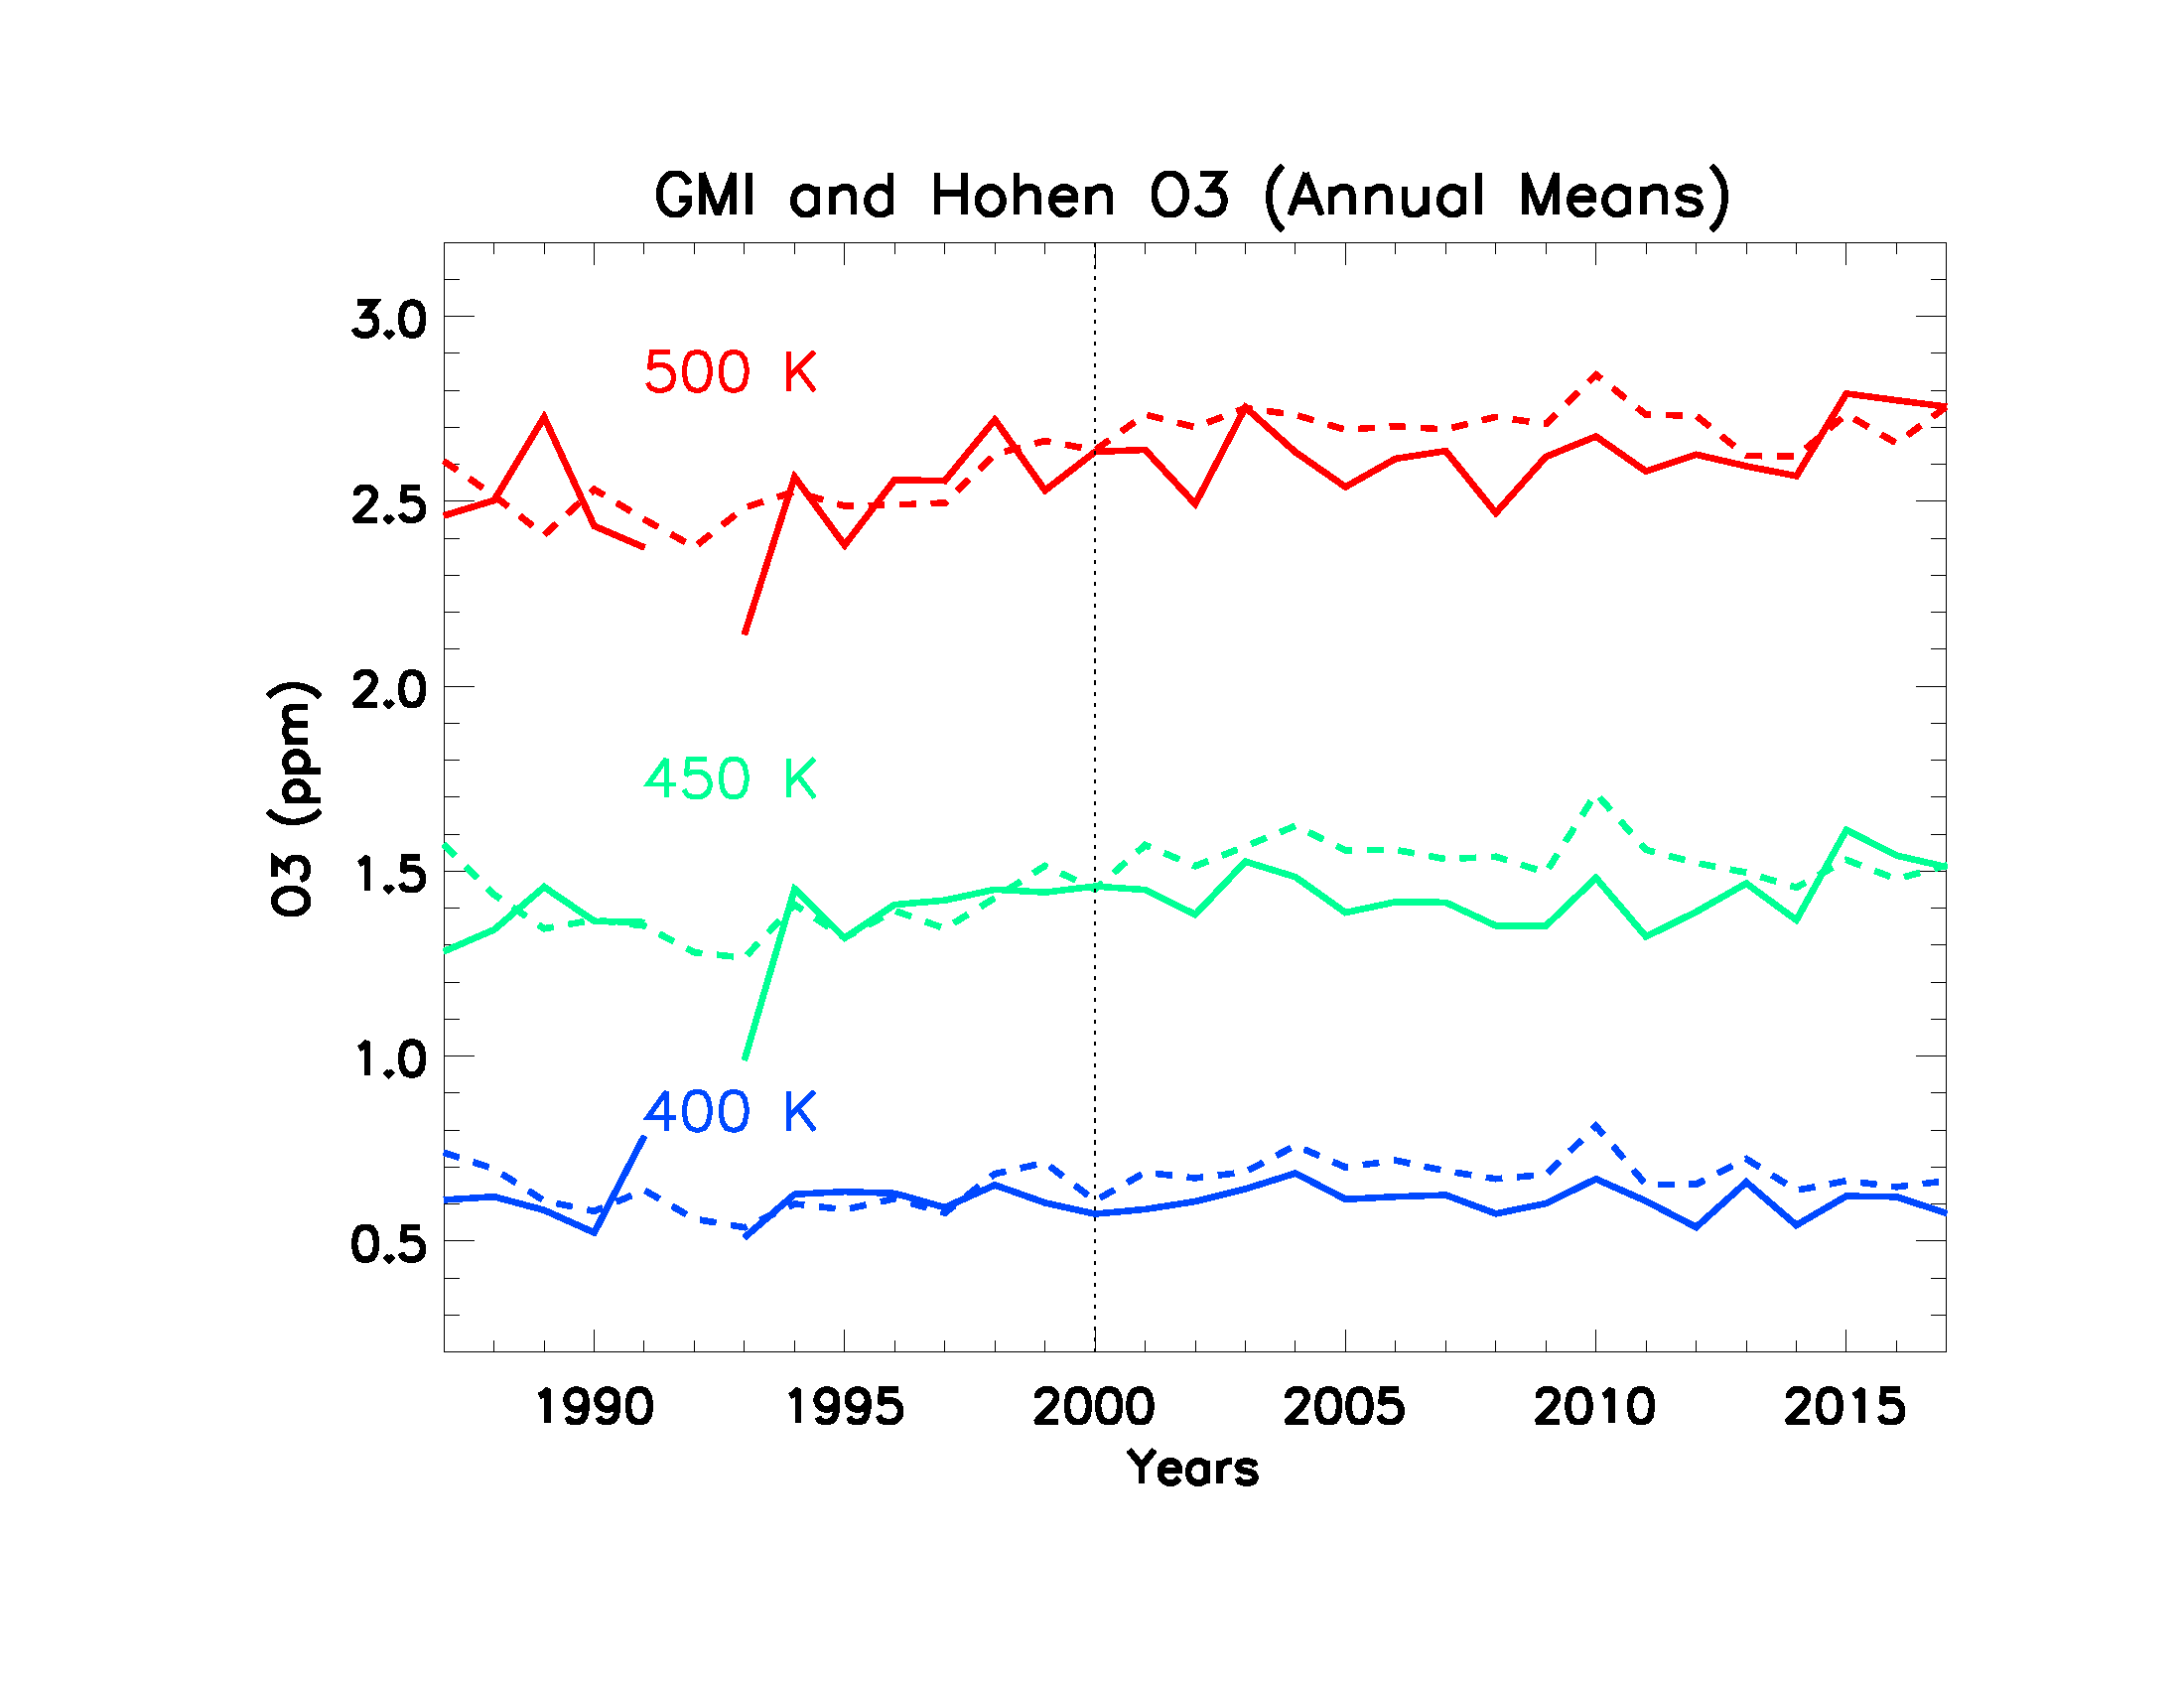 GMI and Hohen O3 (Annual Means)
3.0
500 K
2.5
2.0
450 K
1.5
1.0
400 K
0.5
O3 (ppm)
1990 1995 2000 2005 2010 2015
Years